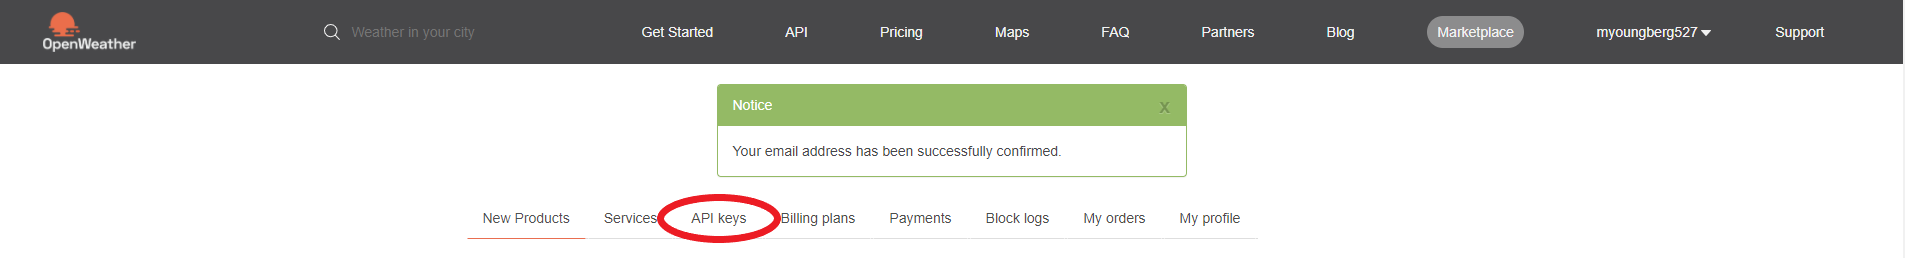 OpenWeather Weather in your city Get Started API Pricing Maps FAQ Partners Blog Marketplace myoungberg527 Support
Notice x
Your email address has been successfully confirmed.
New Products Services API keys Billing plans Payments Block logs My orders My profile